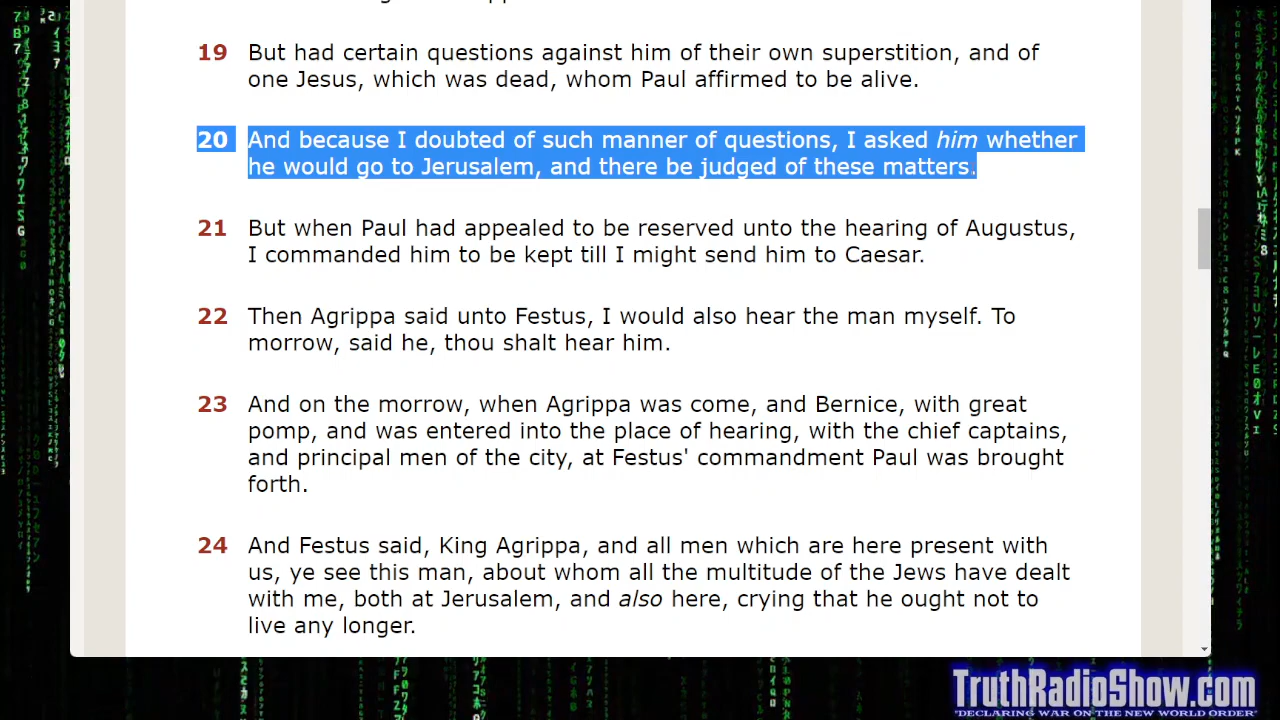 19 But had certain questions against him of their own superstition, and of
one Jesus, which was dead, whom Paul affirmed to be alive.
20 And because I doubted of such manner of questions, I asked him whether
he would go to Jerusalem, and there be judged of these matters.
21 But when Paul had appealed to be reserved unto the hearing of Augustus,
I commanded him to be kept till I might send him to Caesar.
22 Then Agrippa said unto Festus, I would also hear the man myself. To
morrow, said he, thou shalt hear him.
23 And on the morrow, when Agrippa was come, and Bernice, with great
pomp, and was entered into the place of hearing, with the chief captains,
and principal men of the city, at Festus' commandment Paul was brought
forth.
24 And Festus said, King Agrippa, and all men which are here present with
us, ye see this man, about whom all the multitude of the Jews have dealt
with me, both at Jerusalem, and also here, crying that he ought not to
live any longer.
TruthRadioShow.com
"DECLARING WAR ON THE NEW WORLD ORDER"